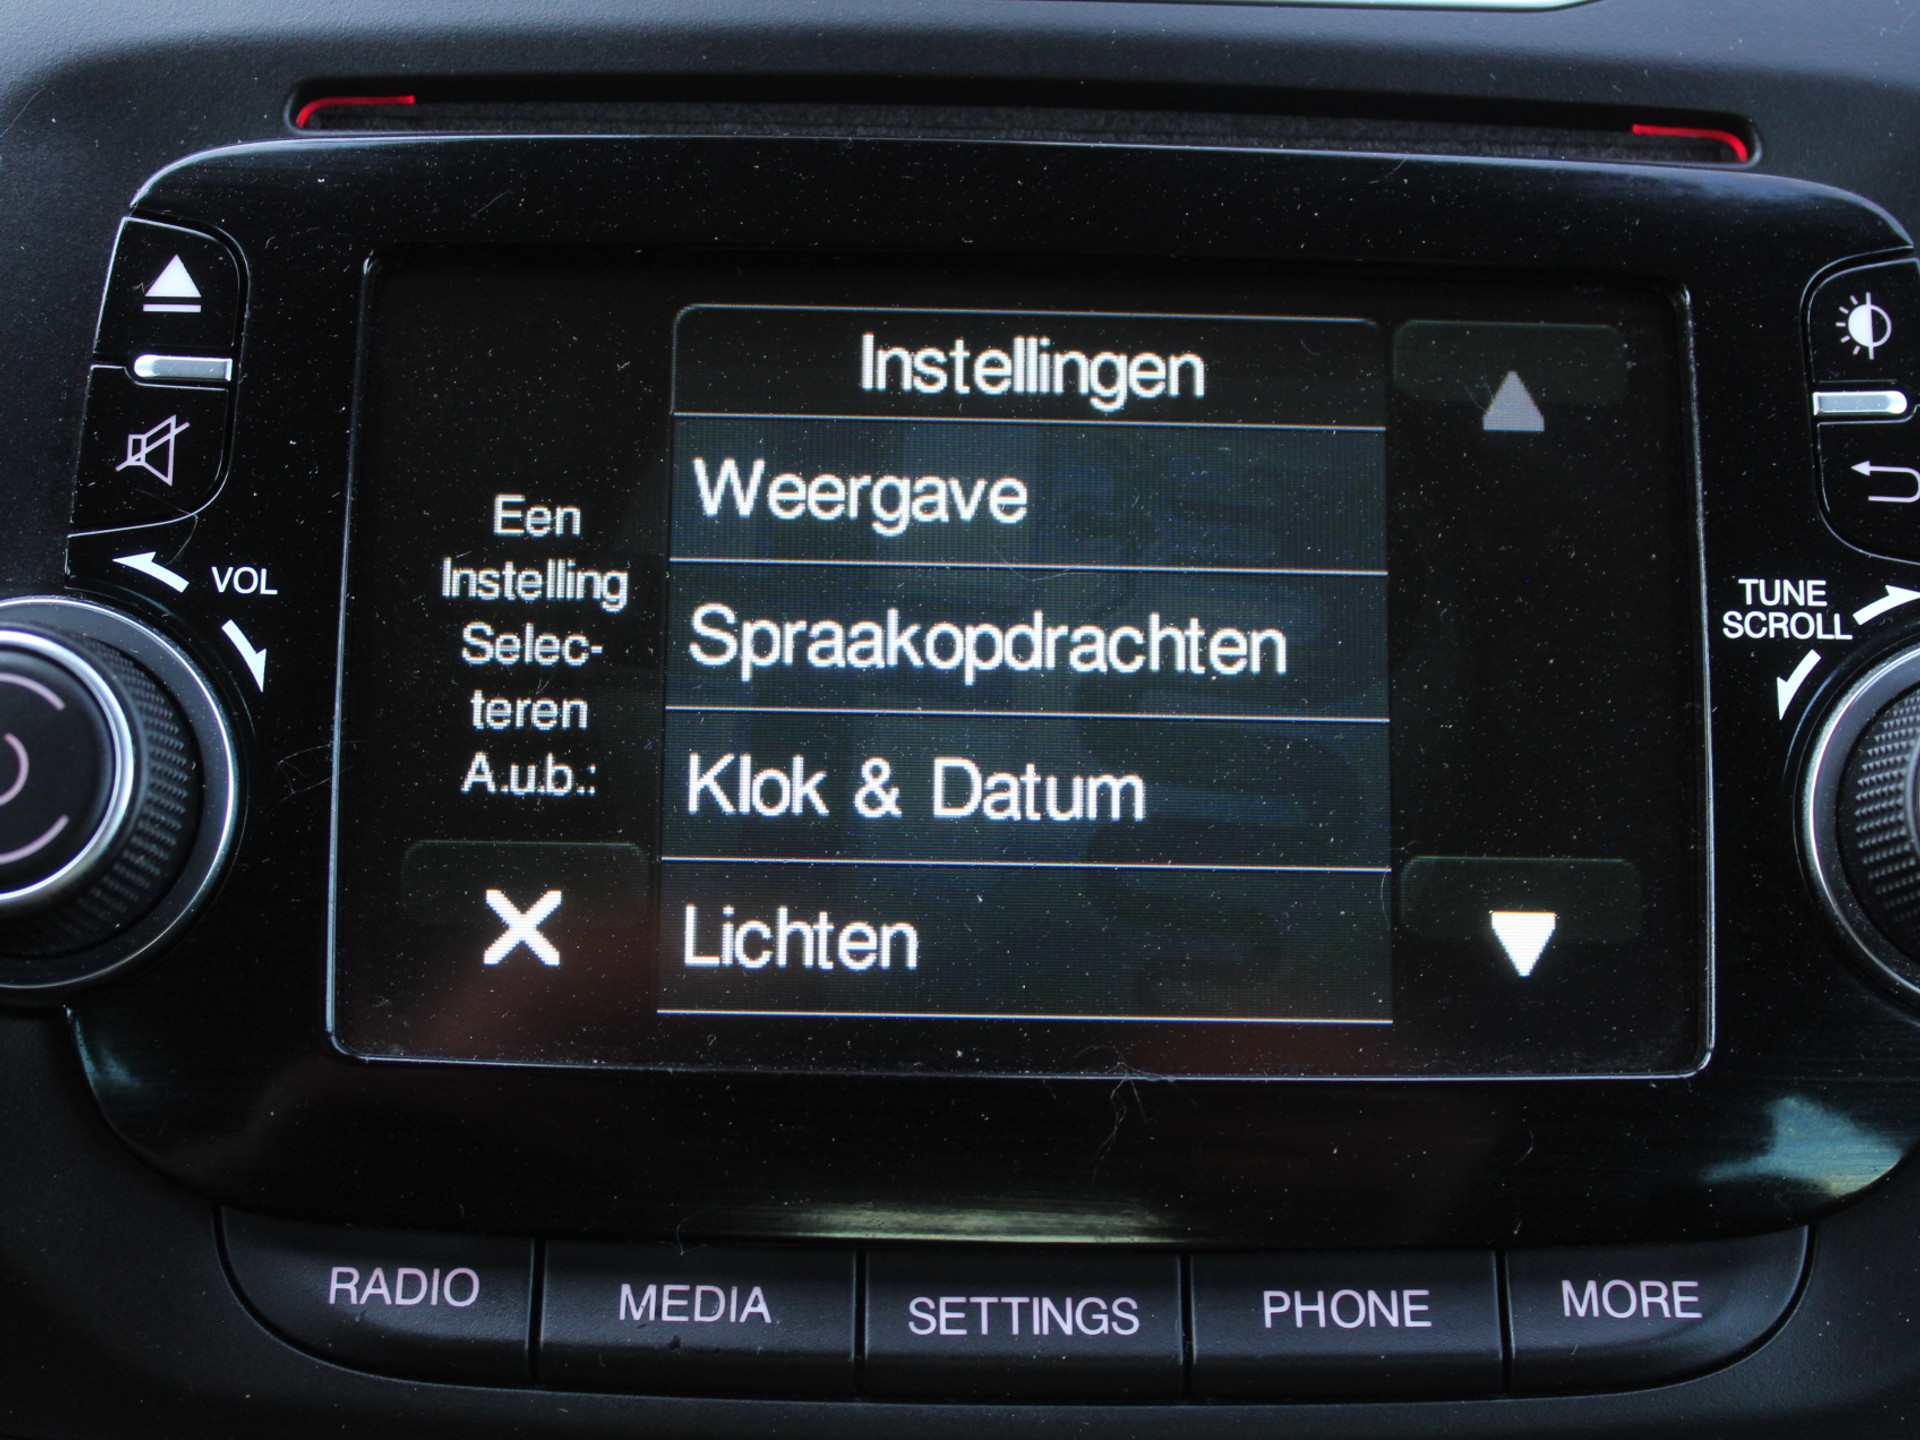 Instellingen
Een
Instelling
Selec-
teren
A.u.b.:
Weergave
Spraakopdrachten
Klok & Datum
Lichten
VOL
TUNE
SCROLL
RADIO
MEDIA
SETTINGS
PHONE
MORE